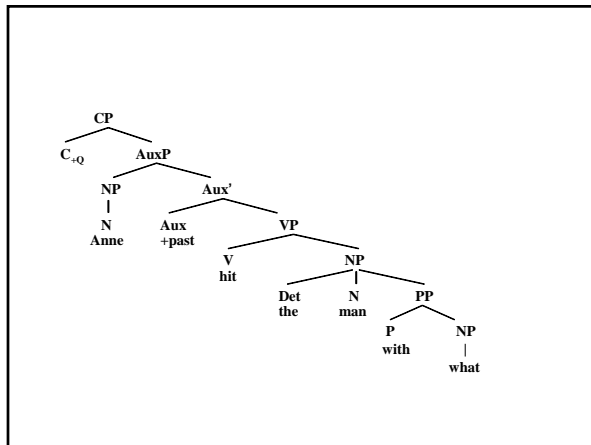 CP
C+Q AuxP
NP Aux'
N Aux VP
Anne +past
V NP
hit
Det N PP
the man
P NP
with |
what